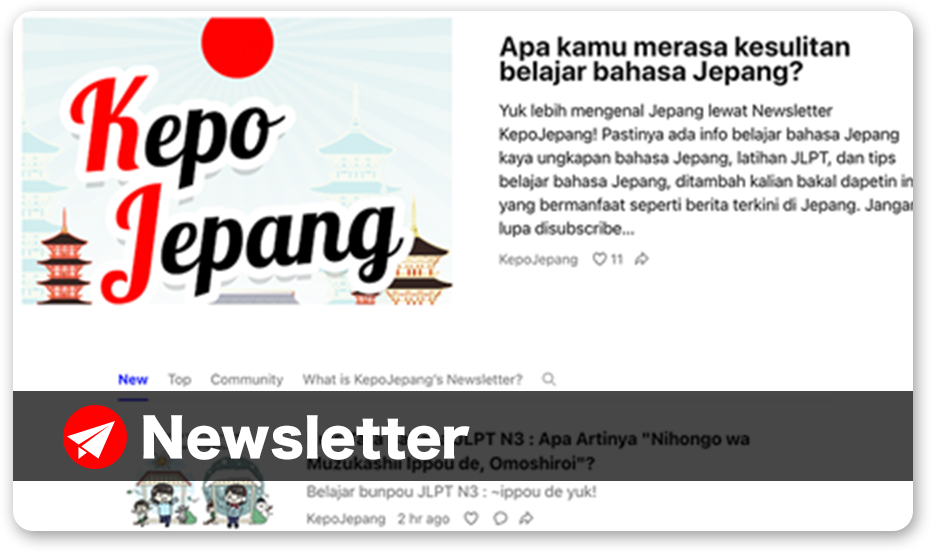 Kepo
Jepang
Apa kamu merasa kesulitan
belajar bahasa Jepang?
Yuk lebih mengenal Jepang lewat Newsletter
KepoJepang! Pastinya ada info belajar bahasa Jepang
kaya ungkapan bahasa Jepang, latihan JLPT, dan tips
belajar bahasa Jepang, ditambah kalian bakal dapetin in
yang bermanfaat seperti berita terkini di Jepang. Jangan
lupa disubscribe...
KepoJepang 11
New Top Community What is KepoJepang's Newsletter?
Newsletter
JLPT N3 : Apa Artinya "Nihongo wa
Muzukashii Ippou de, Omoshiroi"?
Belajar bunpou JLPT N3 : ~ippou de yuk!
KepoJepang 2 hr ago